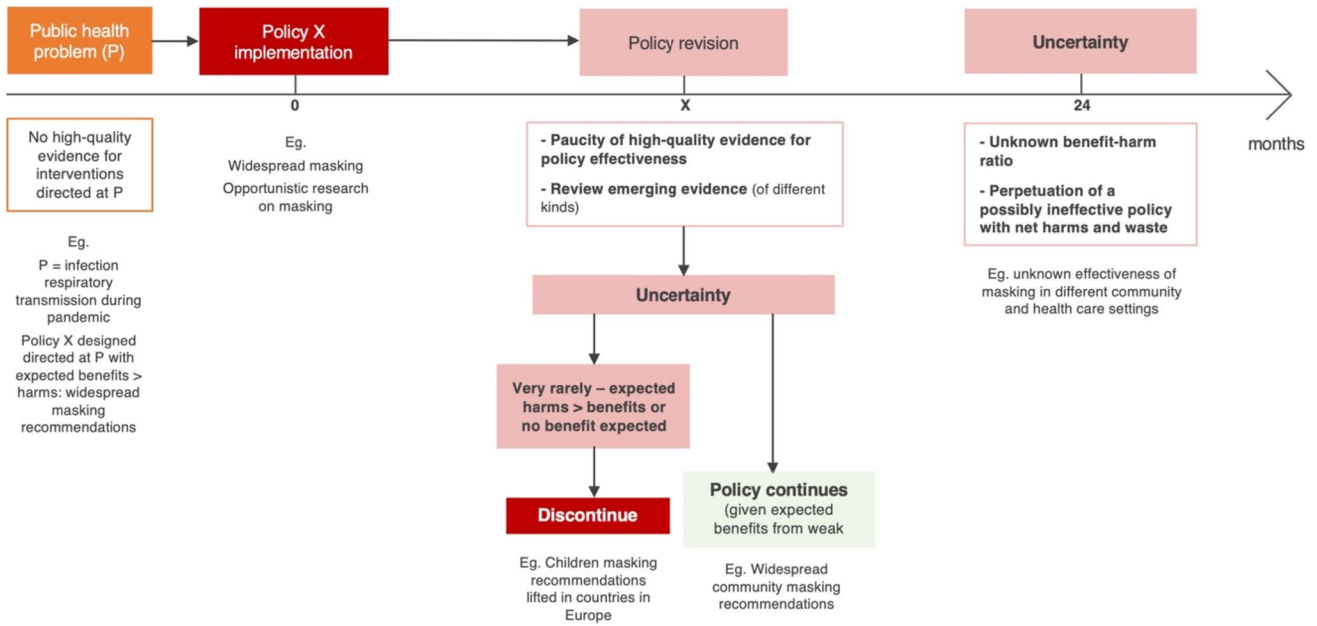 Public health
problem (P)
Policy X
implementation
Policy revision
Uncertainty
0
X
24
months
No high-quality
evidence for
interventions
directed at P
Eg.
P = infection
respiratory
transmission during
pandemic
Policy X designed
directed at P with
expected benefits >
harms: widespread
masking
recommendations
Eg.
Widespread masking
Opportunistic research
on masking
- Paucity of high-quality evidence for
policy effectiveness
- Review emerging evidence (of different
kinds)
Uncertainty
Very rarely – expected
harms > benefits or
no benefit expected
Discontinue
Eg. Children masking
recommendations
lifted in countries in
Europe
Policy continues
(given expected
benefits from weak
Eg. Widespread
community masking
recommendations
- Unknown benefit-harm
ratio
- Perpetuation of a
possibly ineffective policy
with net harms and waste
Eg. unknown effectiveness of
masking in different community
and health care settings